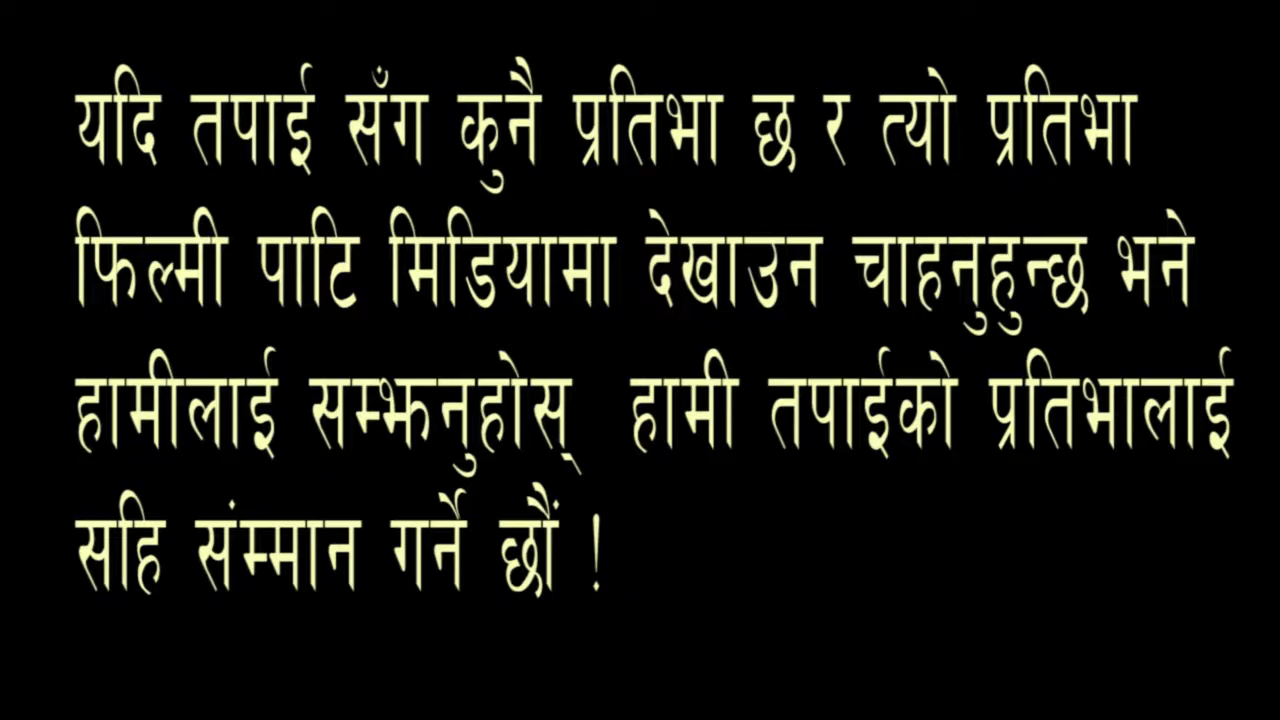 यदि तपाई सँग कुनै प्रतिभा छ र त्यो प्रतिभा
फिल्मी पाटि मिडियामा देखाउन चाहनुहुन्छ भने
हामीलाई सम्झनुहोस् हामी तपाईको प्रतिभालाई
सहि संम्मान गर्ने छौं !